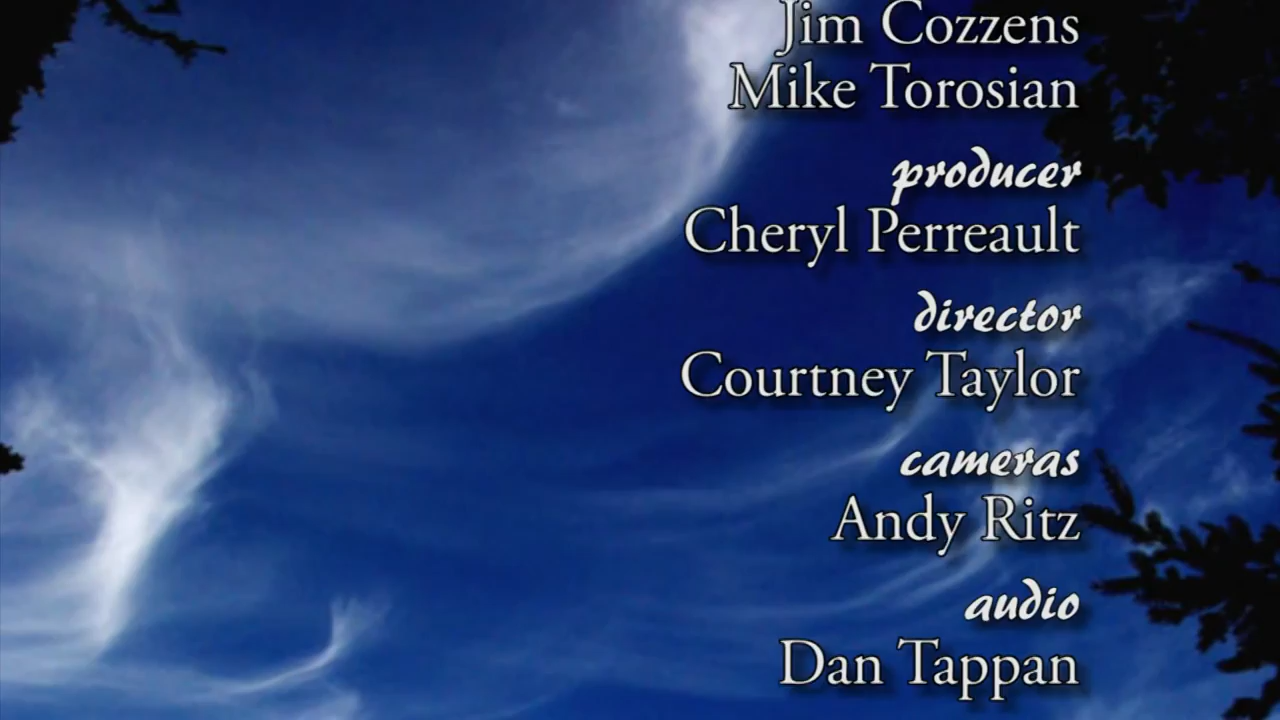 Jim Cozzens
Mike Torosian
producer
Cheryl Perreault
director
Courtney Taylor
cameras
Andy Ritz
audio
Dan Tappan